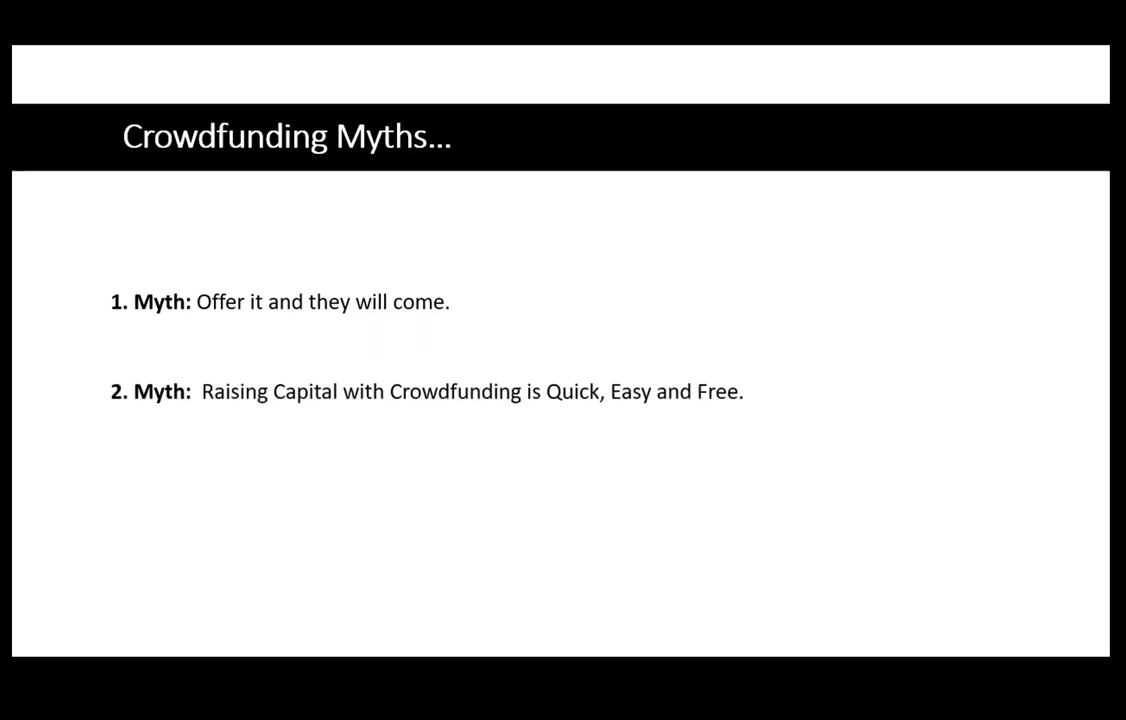 Crowdfunding Myths...
1. Myth: Offer it and they will come.
2. Myth:  Raising Capital with Crowdfunding is Quick, Easy and Free.